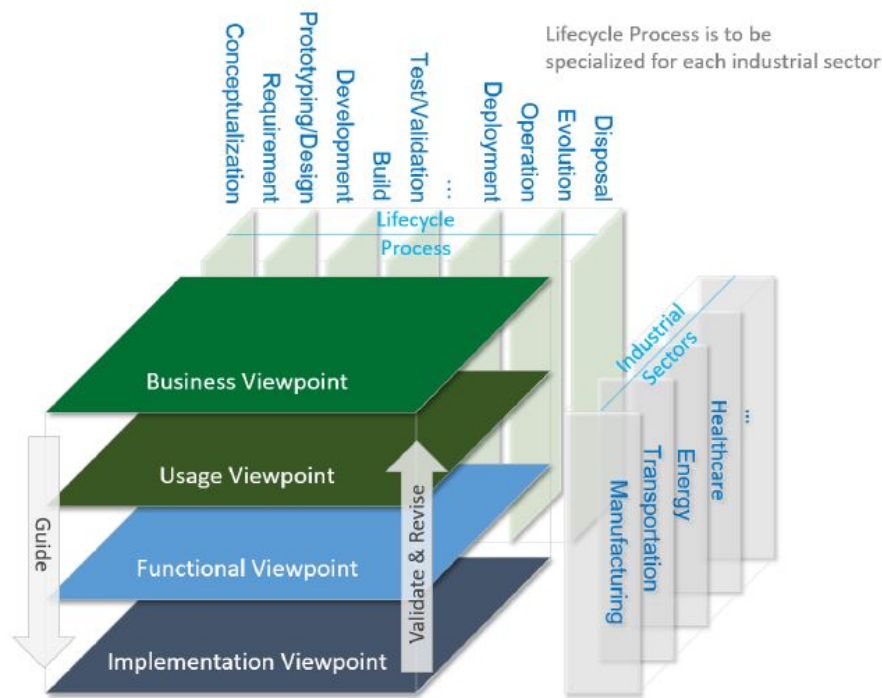 Lifecycle Process is to be
specialized for each industrial sector
Conceptualization
Requirement
Prototyping/Design
Development
Build
Test/Validation
...
Deployment
Operation
Evolution
Disposal
Lifecycle
Process
Industrial
Sectors
Business Viewpoint
Usage Viewpoint
Functional Viewpoint
Implementation Viewpoint
Guide
Validate & Revise
Manufacturing
Transportation
Energy
Healthcare
...